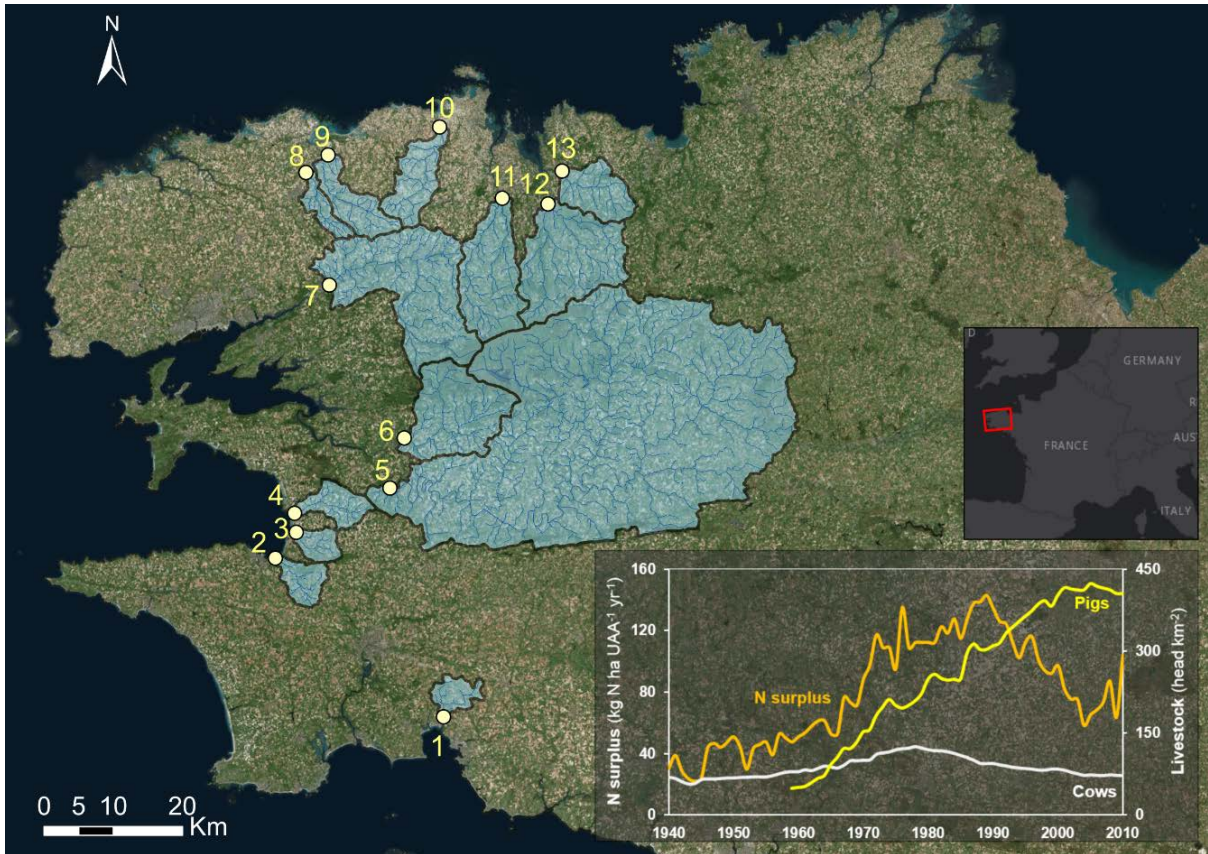 N
10
9
8
13
11
12
7
6
5
4
3
2
1
0 5 10 20
Km
D
GERMANY
R
FRANCE
AUS
ITALY
N surplus (kg N ha UAA⁻¹ yr⁻¹)
160
120
80
40
0
N surplus
Pigs
Cows
450
300
150
0
Livestock (head km⁻²)
1940 1950 1960 1970 1980 1990 2000 2010